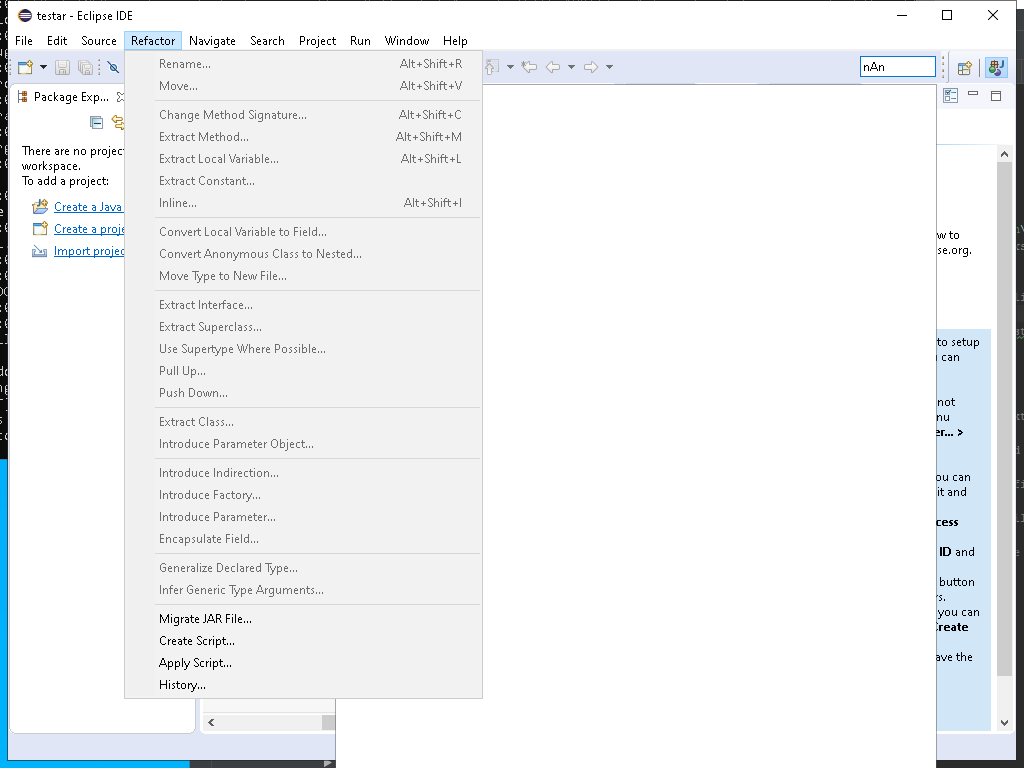 testar - Eclipse IDE
File Edit Source Refactor Navigate Search Project Run Window Help
nAn
Package Exp...
There are no projec
workspace.
To add a project:
Create a Java
Create a proje
Import projec
Rename... Alt+Shift+R
Move... Alt+Shift+V
Change Method Signature... Alt+Shift+C
Extract Method... Alt+Shift+M
Extract Local Variable... Alt+Shift+L
Extract Constant...
Inline... Alt+Shift+I
Convert Local Variable to Field...
Convert Anonymous Class to Nested...
Move Type to New File...
Extract Interface...
Extract Superclass...
Use Supertype Where Possible...
Pull Up...
Push Down...
Extract Class...
Introduce Parameter Object...
Introduce Indirection...
Introduce Factory...
Introduce Parameter...
Encapsulate Field...
Generalize Declared Type...
Infer Generic Type Arguments...
Migrate JAR File...
Create Script...
Apply Script...
History...
w to
se.org.
to setup
can
not
nu
er... >
ou can
it and
cess
ID and
button
rs.
you can
Create
ave the